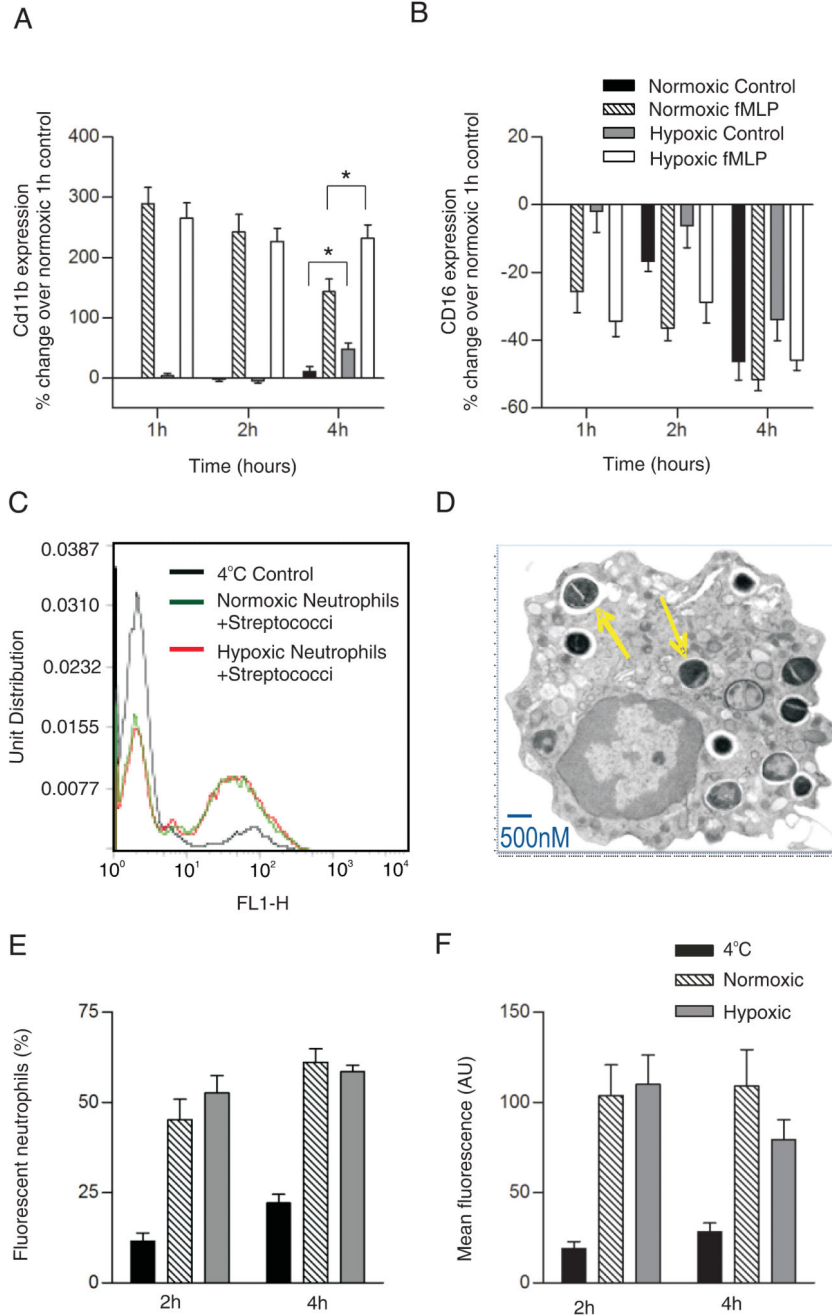 A
Cd11b expression
% change over normoxic 1h control
400
300
200
100
0
*
*
1h
2h
4h
Time (hours)
B
Normoxic Control
Normoxic fMLP
Hypoxic Control
Hypoxic fMLP
CD16 expression
% change over normoxic 1h control
20
0
-20
-40
-60
1h
2h
4h
Time (hours)
C
Unit Distribution
0.0387
0.0310
0.0232
0.0155
0.0077
4°C Control
Normoxic Neutrophils
+Streptococci
Hypoxic Neutrophils
+Streptococci
10⁰
10¹
10²
10³
10⁴
FL1-H
D
500nM
E
Fluorescent neutrophils (%)
75
50
25
0
2h
4h
F
4°C
Normoxic
Hypoxic
Mean fluorescence (AU)
150
100
50
0
2h
4h